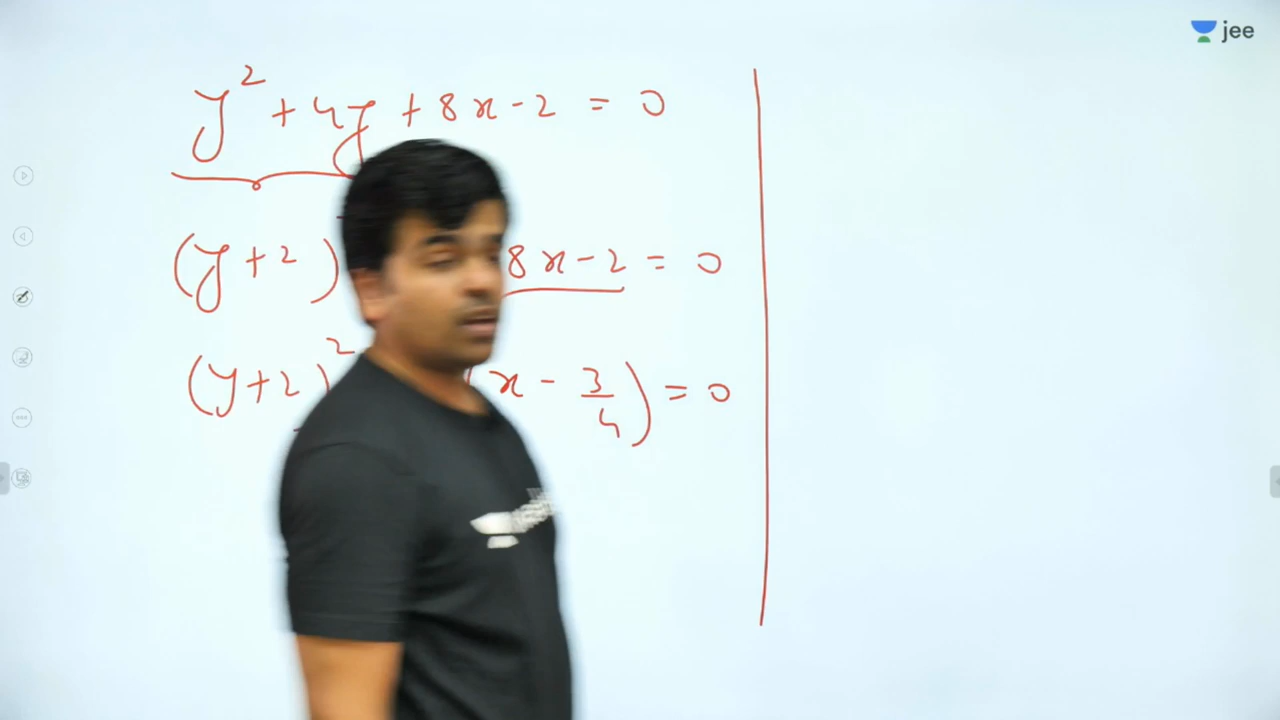 jee
y² + 4y + 8x - 2 = 0
(y + 2) 8x - 2 = 0
(y + 2)² (x - 3/4) = 0